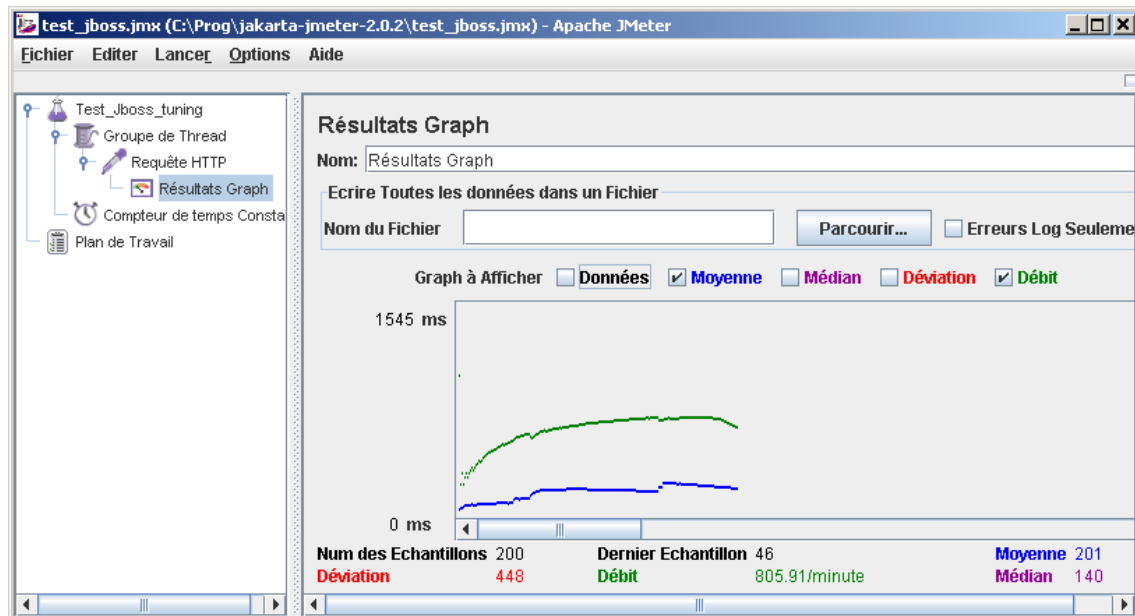 test_jboss.jmx (C:\Prog\jakarta-jmeter-2.0.2\test_jboss.jmx) - Apache JMeter
Fichier Editer Lancer Options Aide
Test_Jboss_tuning
Groupe de Thread
Requête HTTP
Résultats Graph
Compteur de temps Consta
Plan de Travail
Résultats Graph
Nom: Résultats Graph
Ecrire Toutes les données dans un Fichier
Nom du Fichier Parcourir... Erreurs Log Seuleme
Graph à Afficher Données Moyenne Médian Déviation Débit
1545 ms
0 ms
Num des Echantillons 200 Dernier Echantillon 46 Moyenne 201
Déviation 448 Débit 805.91/minute Médian 140